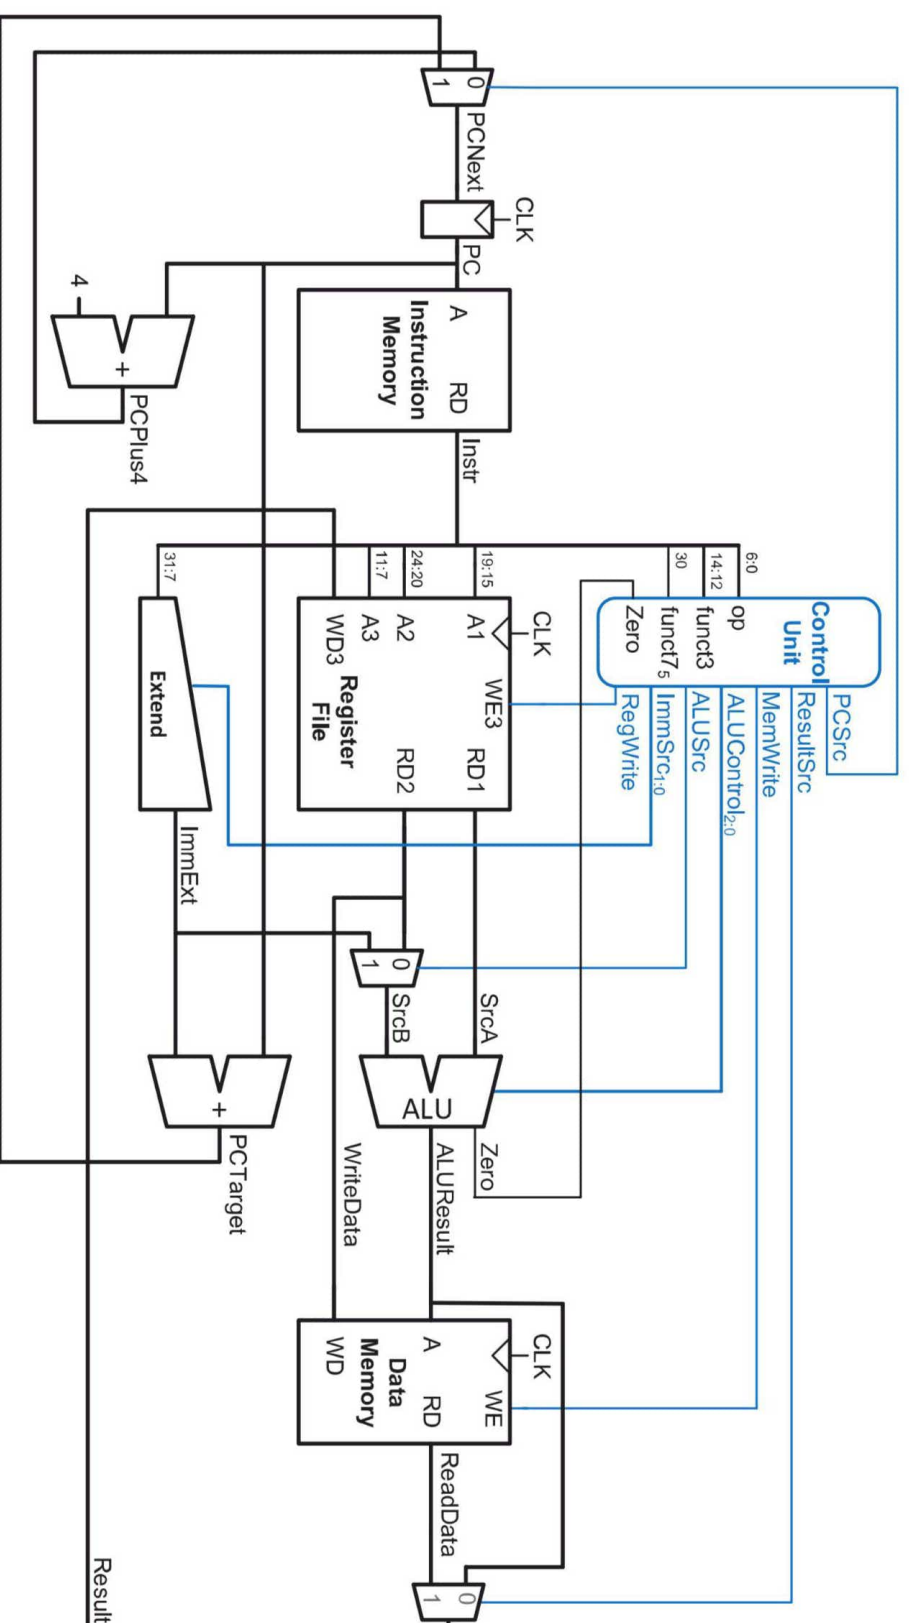 PCSrc
Control
Unit
ResultSrc
MemWrite
6:0
op
ALUControl2:0
14:12
funct3
ALUSrc
30
funct75
ImmSrc1:0
Zero
RegWrite
CLK
CLK
CLK
0
1
PCNext
PC
A
RD
Instruction
Memory
Instr
19:15
A1
WE3
RD1
24:20
A2
RD2
11:7
A3
WD3
Register
File
SrcA
0
1
SrcB
ALU
Zero
ALUResult
WriteData
A
RD
WE
Data
Memory
WD
ReadData
0
1
4
+
PCPlus4
31:7
Extend
ImmExt
+
PCTarget
Result